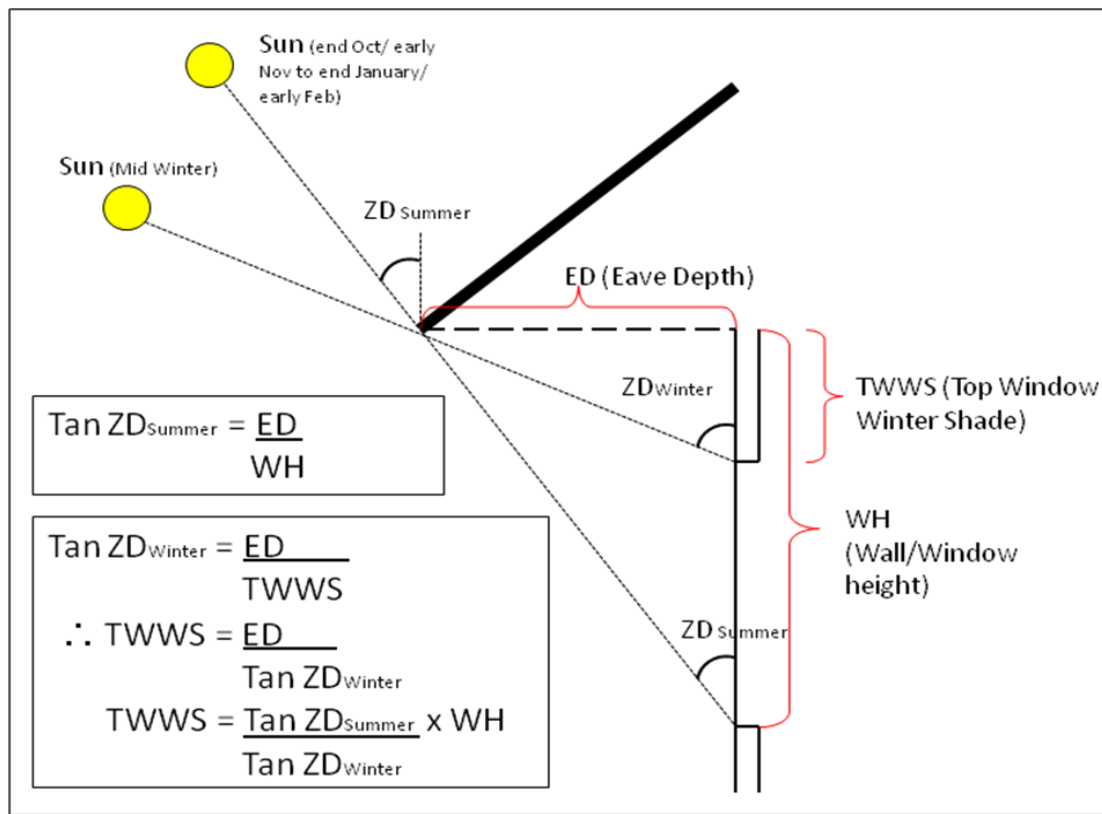 Sun (end Oct/ early
Nov to end January/
early Feb)
Sun (Mid Winter)
ZD Summer
ED (Eave Depth)
ZDWinter
TWWS (Top Window
Winter Shade)
Tan ZDSummer = ED
WH
WH
(Wall/Window
height)
Tan ZDWinter = ED
TWWS
∴ TWWS = ED
Tan ZDWinter
TWWS = Tan ZDSummer x WH
Tan ZDWinter
ZD Summer